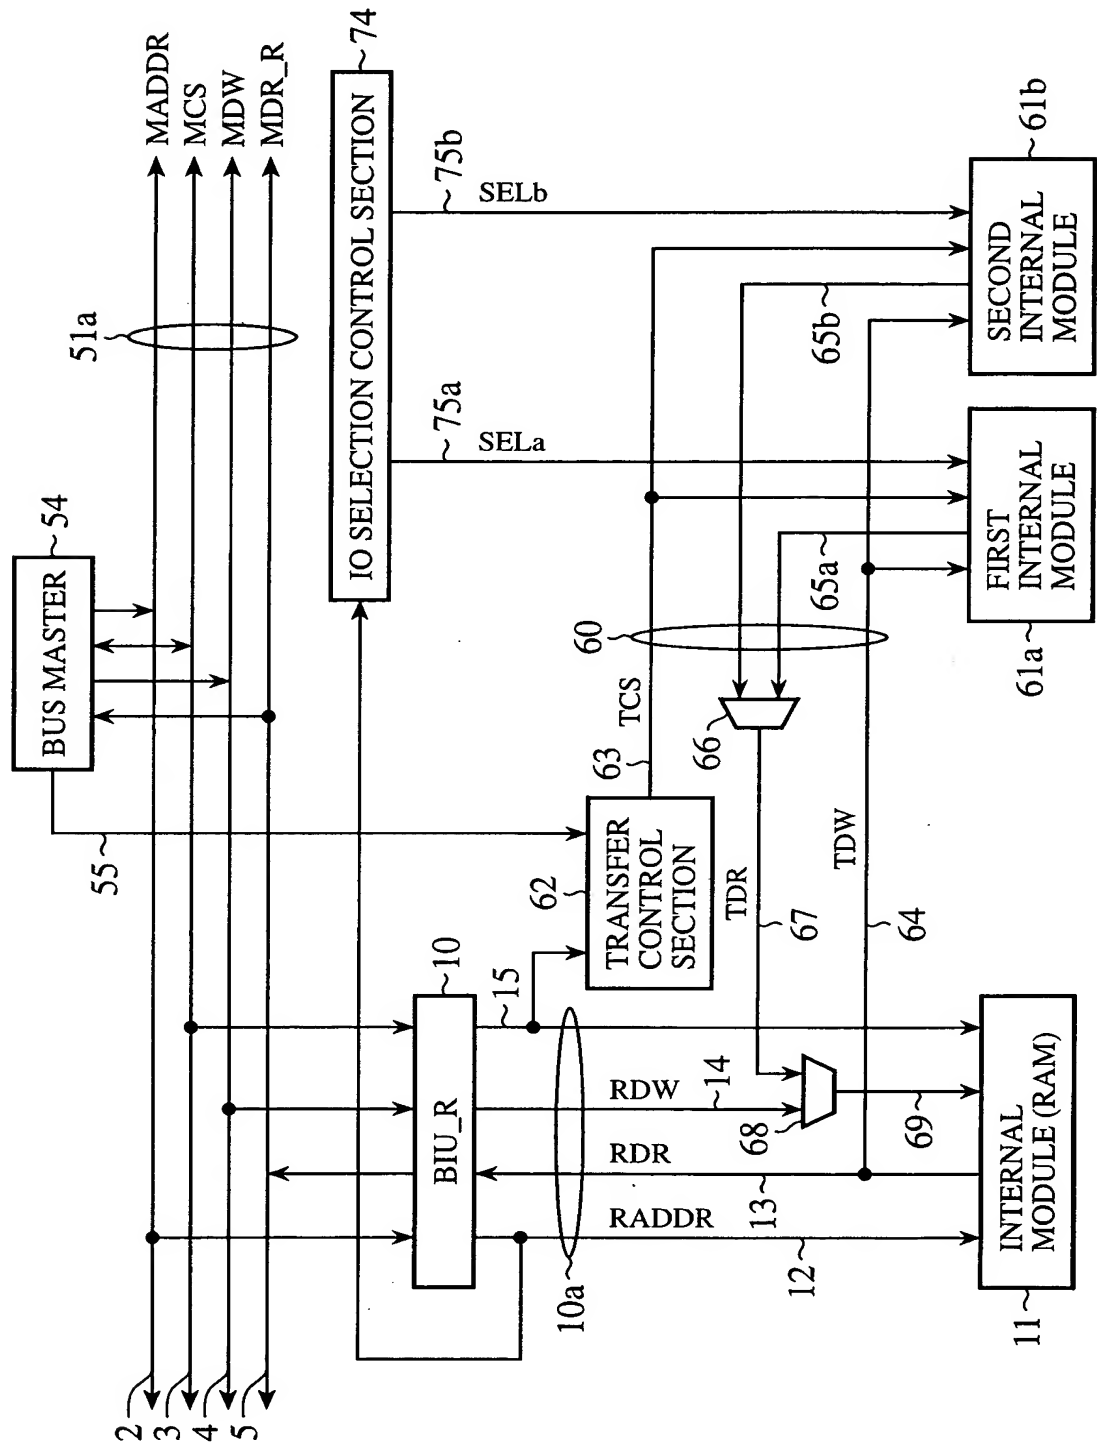 MADDR
MCS
MDW
MDR_R
51a
BUS MASTER
54
55
2
3
4
5
IO SELECTION CONTROL SECTION
74
75a
SELa
75b
SELb
BIU_R
10
15
10a
RDW
14
RDR
13
RADDR
12
TRANSFER
CONTROL
SECTION
62
63
TCS
60
66
TDR
67
TDW
64
68
69
65a
65b
INTERNAL
MODULE (RAM)
11
FIRST
INTERNAL
MODULE
61a
SECOND
INTERNAL
MODULE
61b